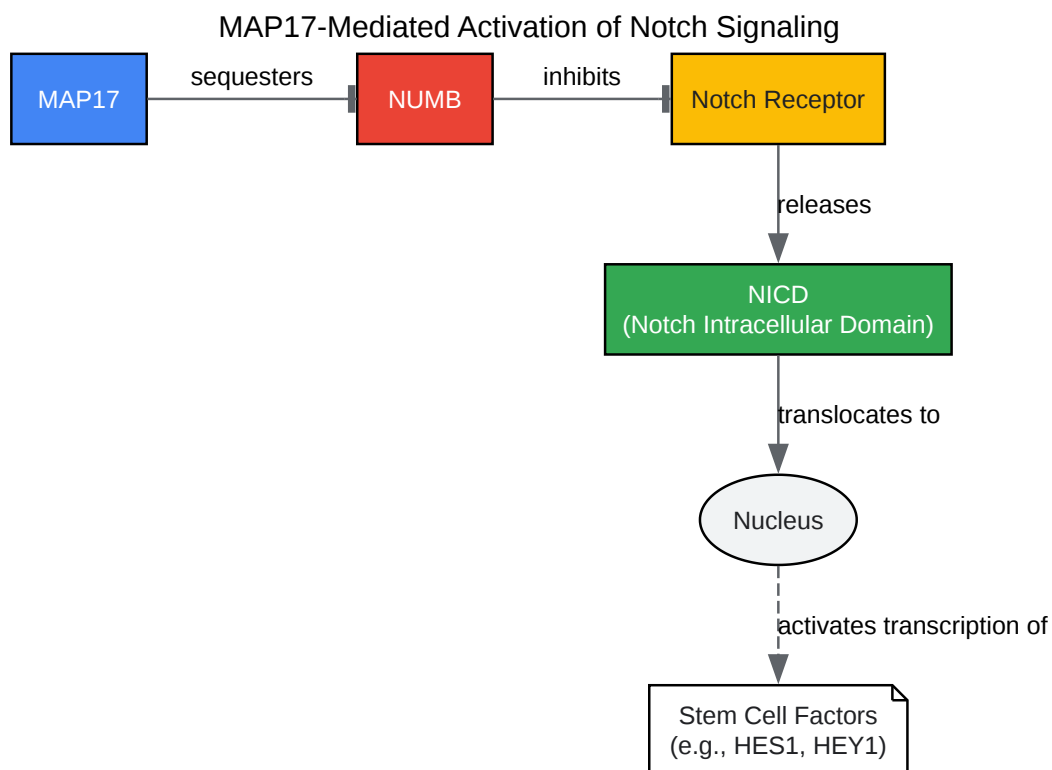 MAP17-Mediated Activation of Notch Signaling
MAP17
sequesters
NUMB
inhibits
Notch Receptor
releases
NICD
(Notch Intracellular Domain)
translocates to
Nucleus
activates transcription of
Stem Cell Factors
(e.g., HES1, HEY1)